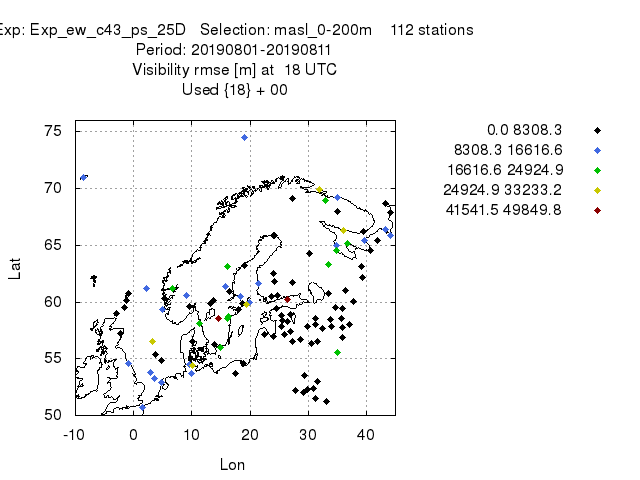 Exp: Exp_ew_c43_ps_25D Selection: masl_0-200m 112 stations
Period: 20190801-20190811
Visibility rmse [m] at 18 UTC
Used {18} + 00
0.0 8308.3
8308.3 16616.6
16616.6 24924.9
24924.9 33233.2
41541.5 49849.8
75
70
65
60
55
50
Lat
-10 0 10 20 30 40
Lon